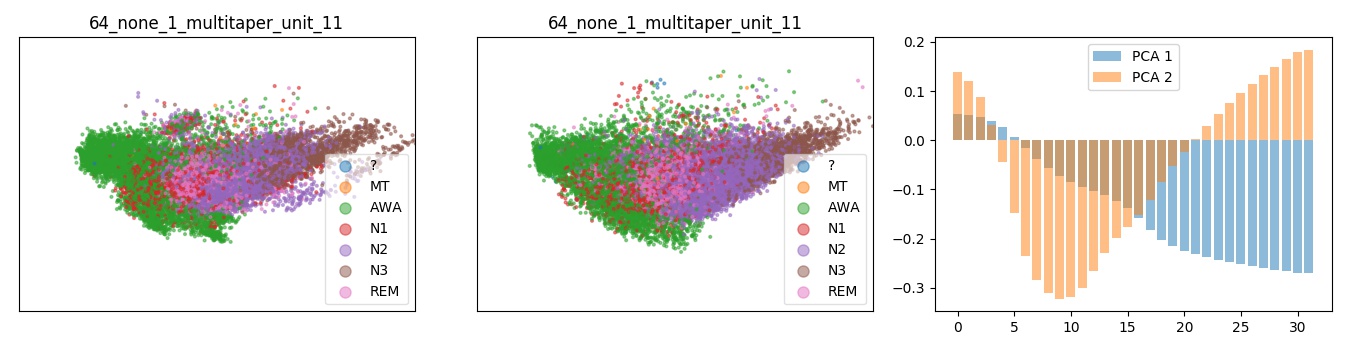 64_none_1_multitaper_unit_11
?
MT
AWA
N1
N2
N3
REM
64_none_1_multitaper_unit_11
?
MT
AWA
N1
N2
N3
REM
PCA 1
PCA 2
0.2
0.1
0.0
−0.1
−0.2
−0.3
0 5 10 15 20 25 30